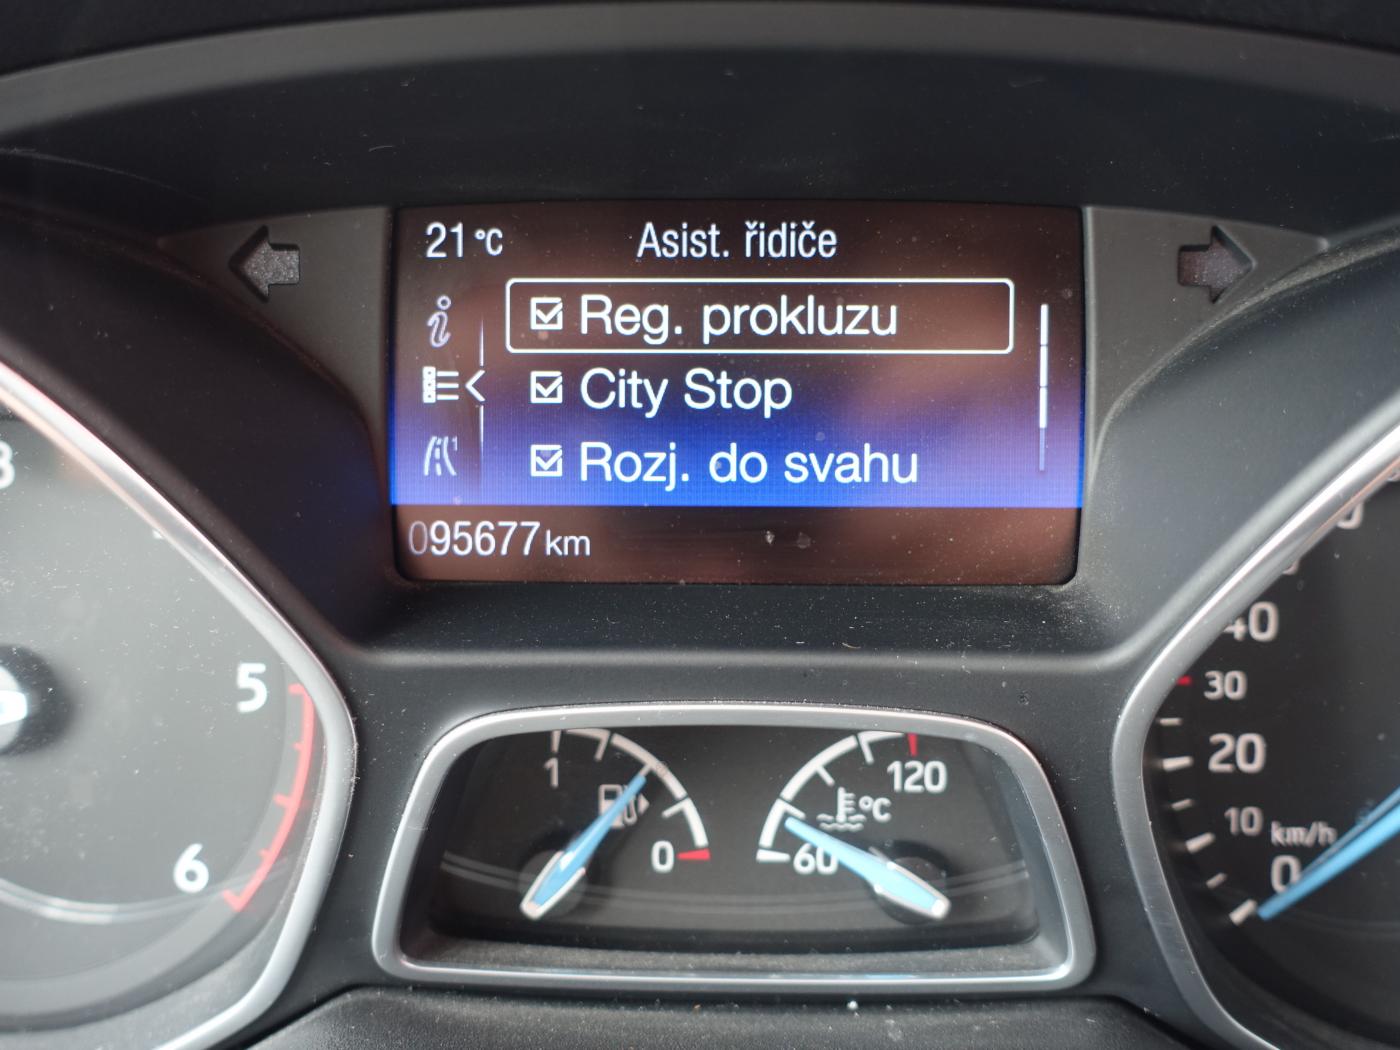 21 °C Asist. řidiče
Reg. prokluzu
City Stop
Rozj. do svahu
095677 km
5
6
1
0
60
120
°C
40
30
20
10
km/h
0